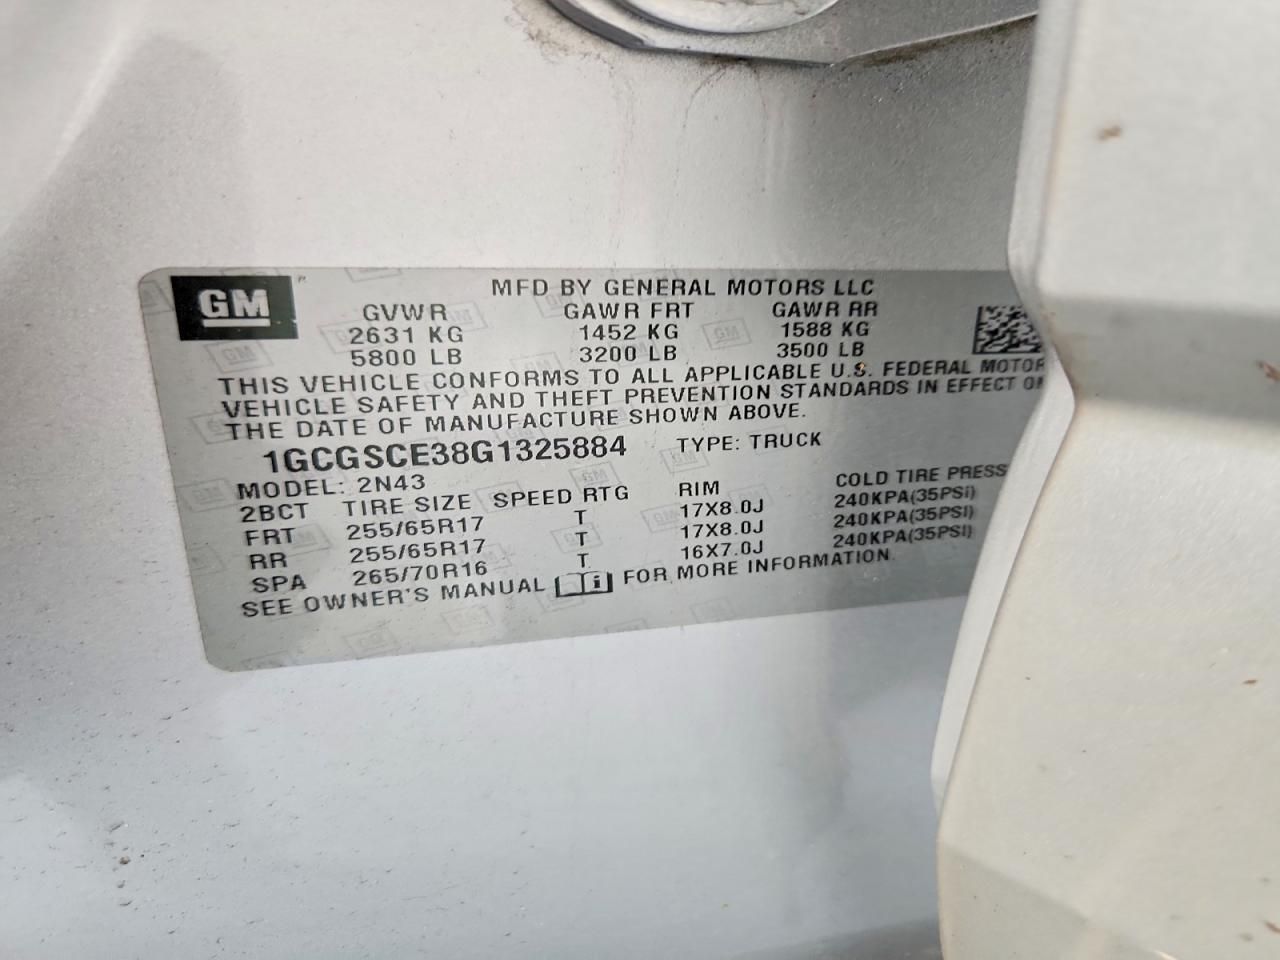 GM
MFD BY GENERAL MOTORS LLC
GVWR GAWR FRT GAWR RR
2631 KG 1452 KG 1588 KG
5800 LB 3200 LB 3500 LB
THIS VEHICLE CONFORMS TO ALL APPLICABLE U.S. FEDERAL MOTOR
VEHICLE SAFETY AND THEFT PREVENTION STANDARDS IN EFFECT ON
THE DATE OF MANUFACTURE SHOWN ABOVE.
1GCGSCE38G1325884 TYPE: TRUCK
MODEL: 2N43
2BCT TIRE SIZE SPEED RTG RIM COLD TIRE PRESS
FRT 255/65R17 T 17X8.0J 240KPA(35PSI)
RR 255/65R17 T 17X8.0J 240KPA(35PSI)
SPA 265/70R16 T 16X7.0J 240KPA(35PSI)
SEE OWNER'S MANUAL i FOR MORE INFORMATION.